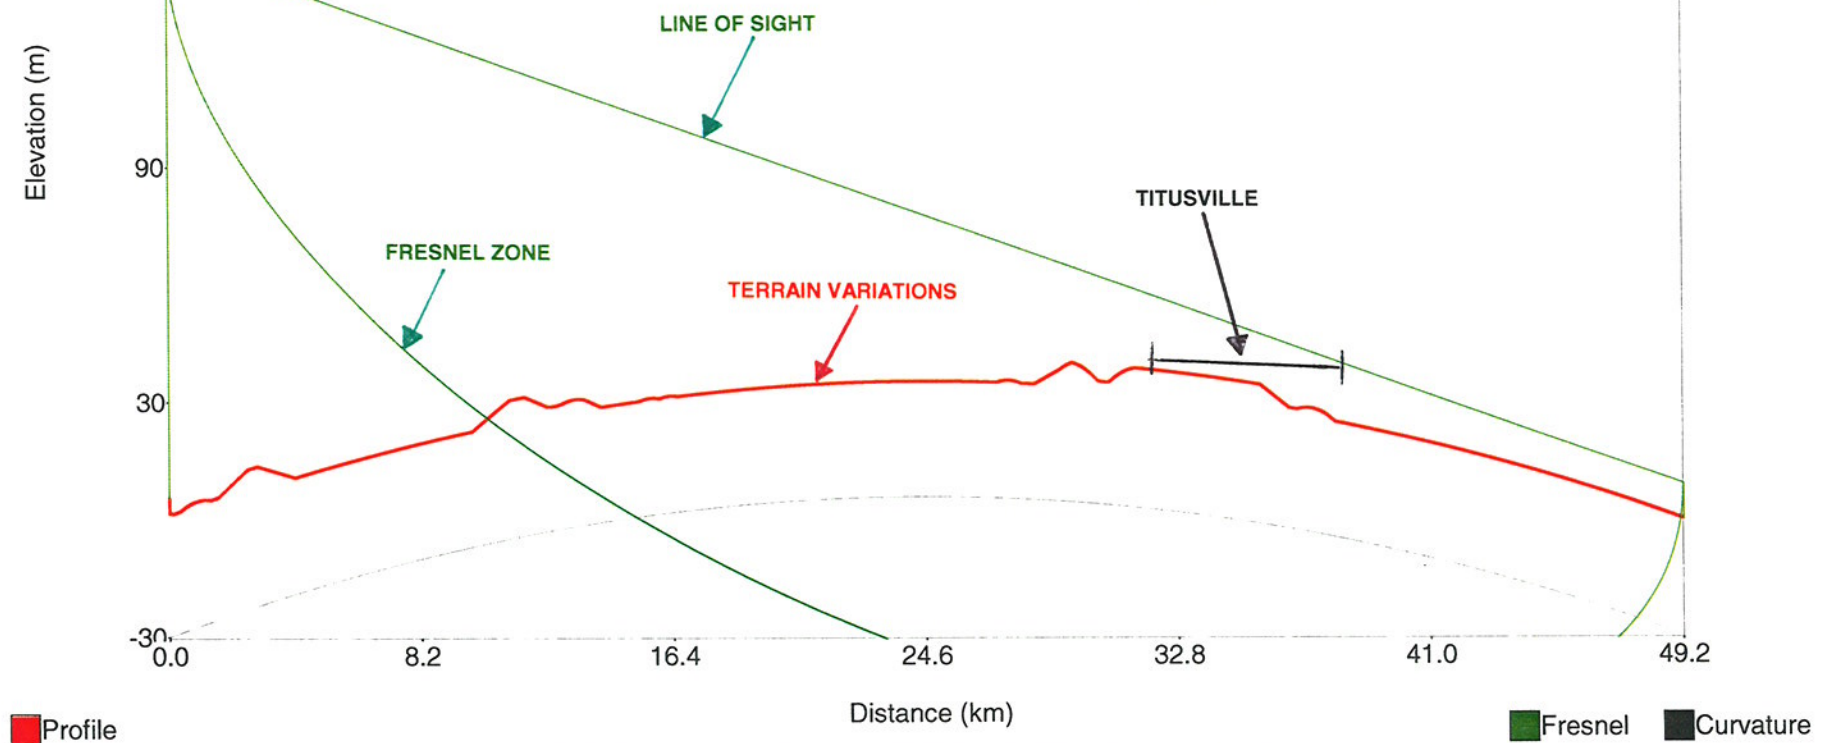 LINE OF SIGHT
Elevation (m)
90
TITUSVILLE
FRESNEL ZONE
TERRAIN VARIATIONS
30
-30
0.0 8.2 16.4 24.6 32.8 41.0 49.2
Distance (km)
Profile Fresnel Curvature